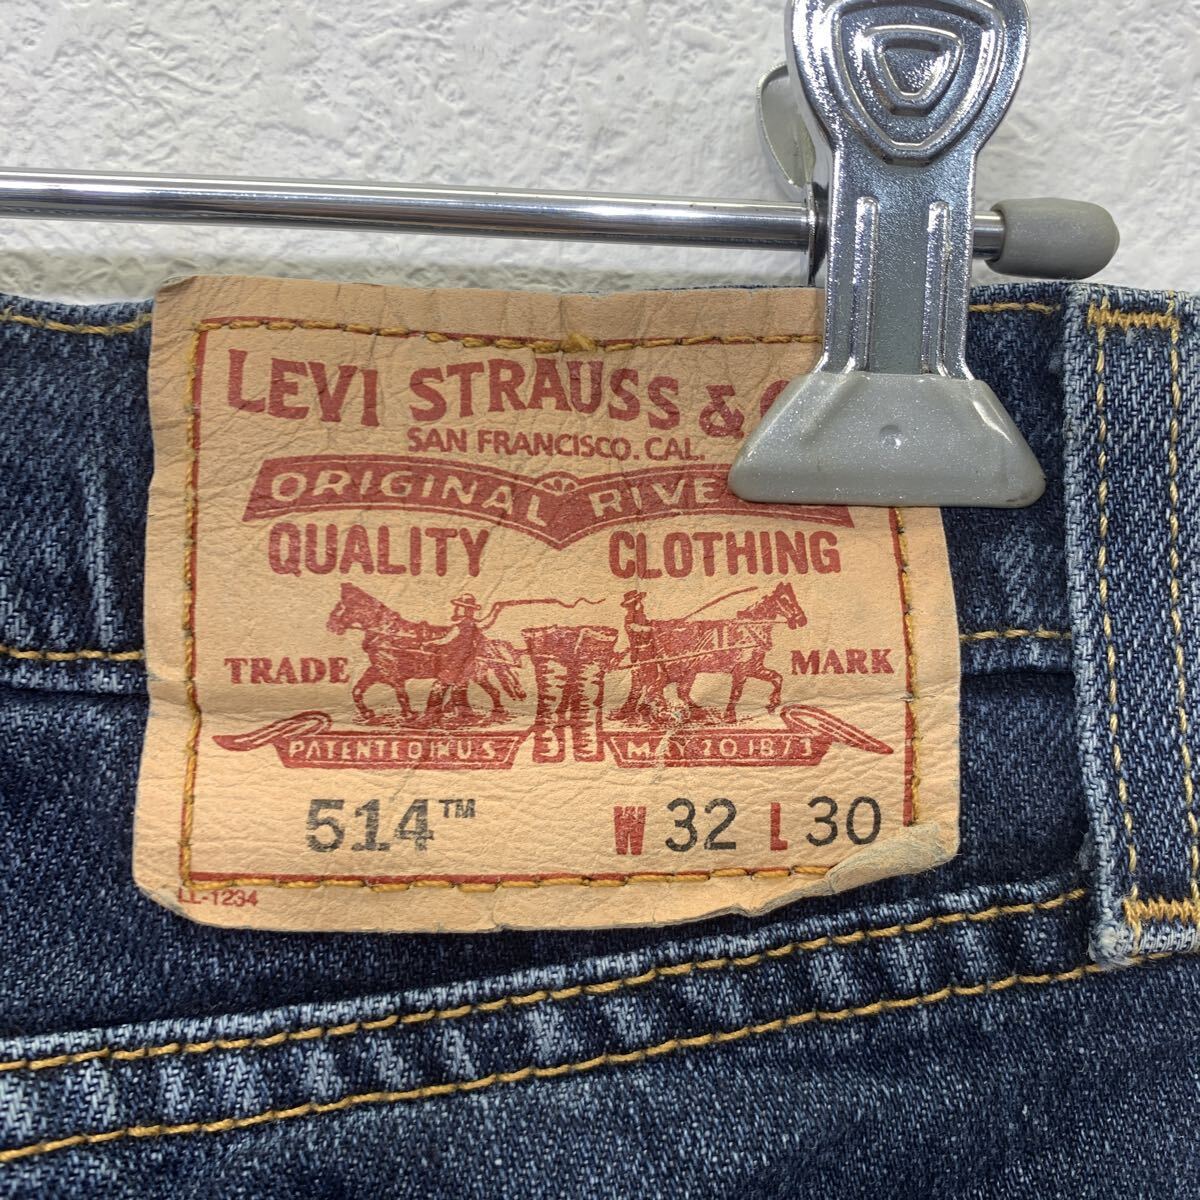 LEVI STRAUSS &
SAN FRANCISCO. CAL.
ORIGINAL RIVE
QUALITY CLOTHING
TRADE MARK
PATENTED IN U.S. MAY 20 1873
514™ W 32 L 30
LL-1234